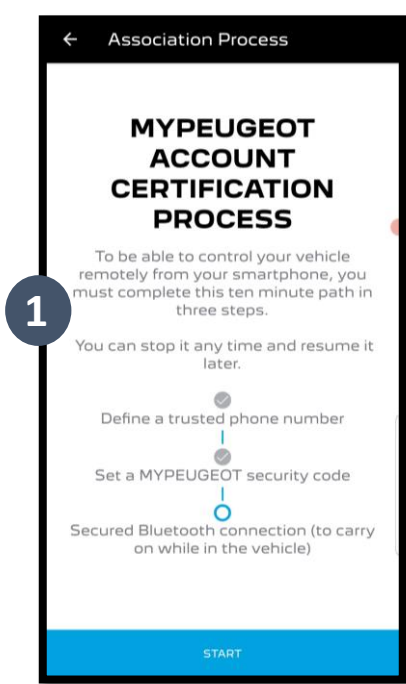 Association Process
MYPEUGEOT
ACCOUNT
CERTIFICATION
PROCESS
To be able to control your vehicle
remotely from your smartphone, you
must complete this ten minute path in
three steps.
1
You can stop it any time and resume it
later.
Define a trusted phone number
Set a MYPEUGEOT security code
Secured Bluetooth connection (to carry
on while in the vehicle)
START